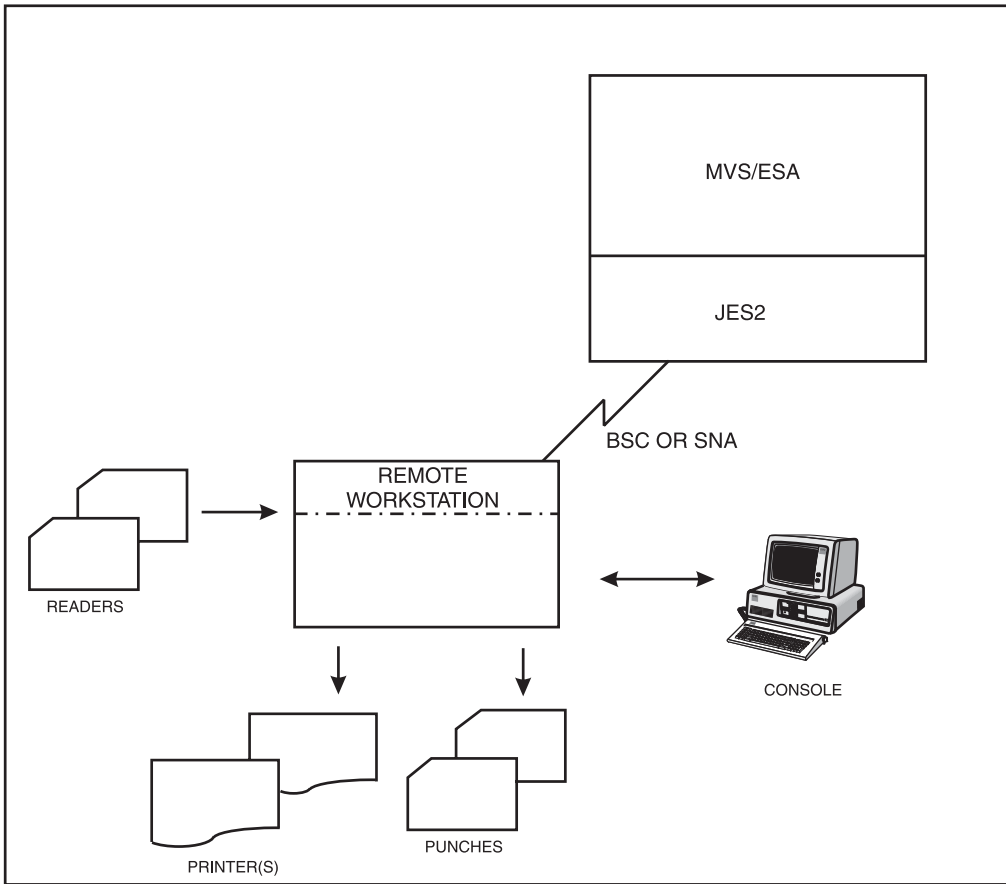 MVS/ESA
JES2
BSC OR SNA
REMOTE
WORKSTATION
READERS
CONSOLE
PRINTER(S)
PUNCHES